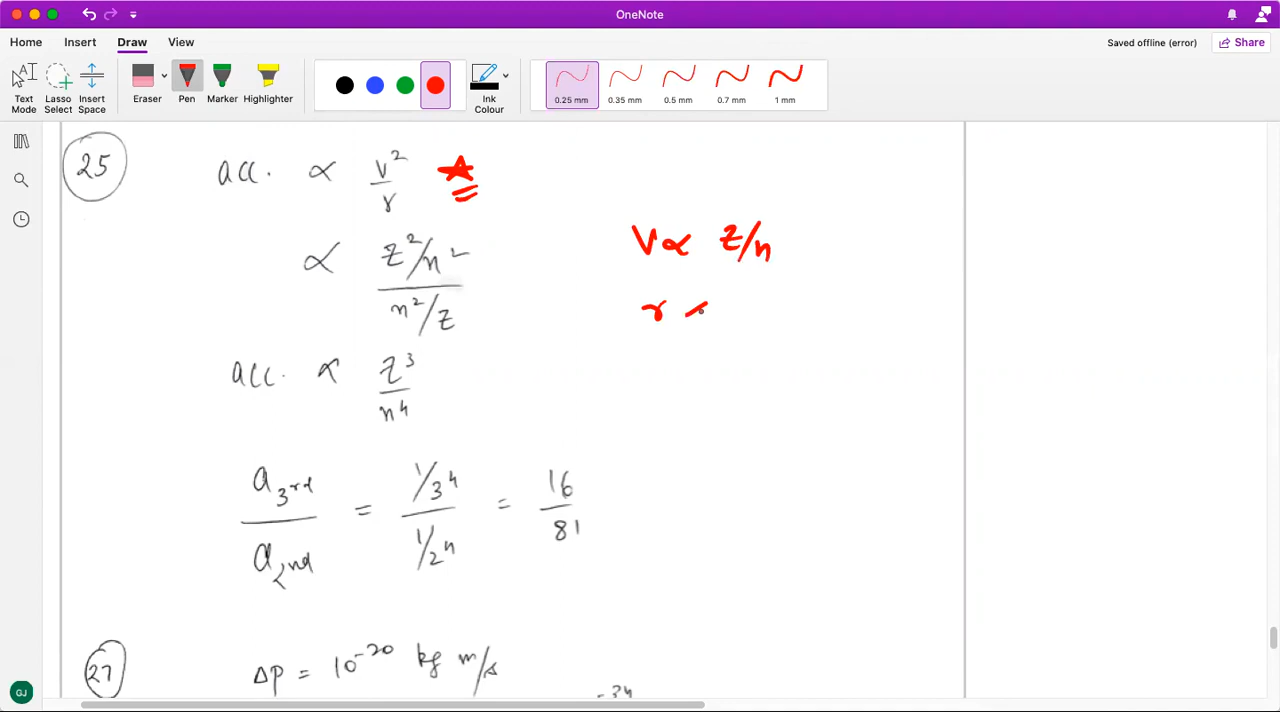 OneNote
Home Insert Draw View
Saved offline (error)
Share
Text Mode
Lasso Select
Insert Space
Eraser
Pen
Marker
Highlighter
Ink Colour
0.25 mm
0.35 mm
0.5 mm
0.7 mm
1 mm
25
acc. ∝ v²/r
∝ (z²/n²)/(n²/z)
V ∝ z/n
r
acc. ∝ z³/n⁴
a3rd/a2nd = (1/3⁴)/(1/2⁴) = 16/81
27
Δp = 10⁻²⁰ kg m/s
-34
GJ